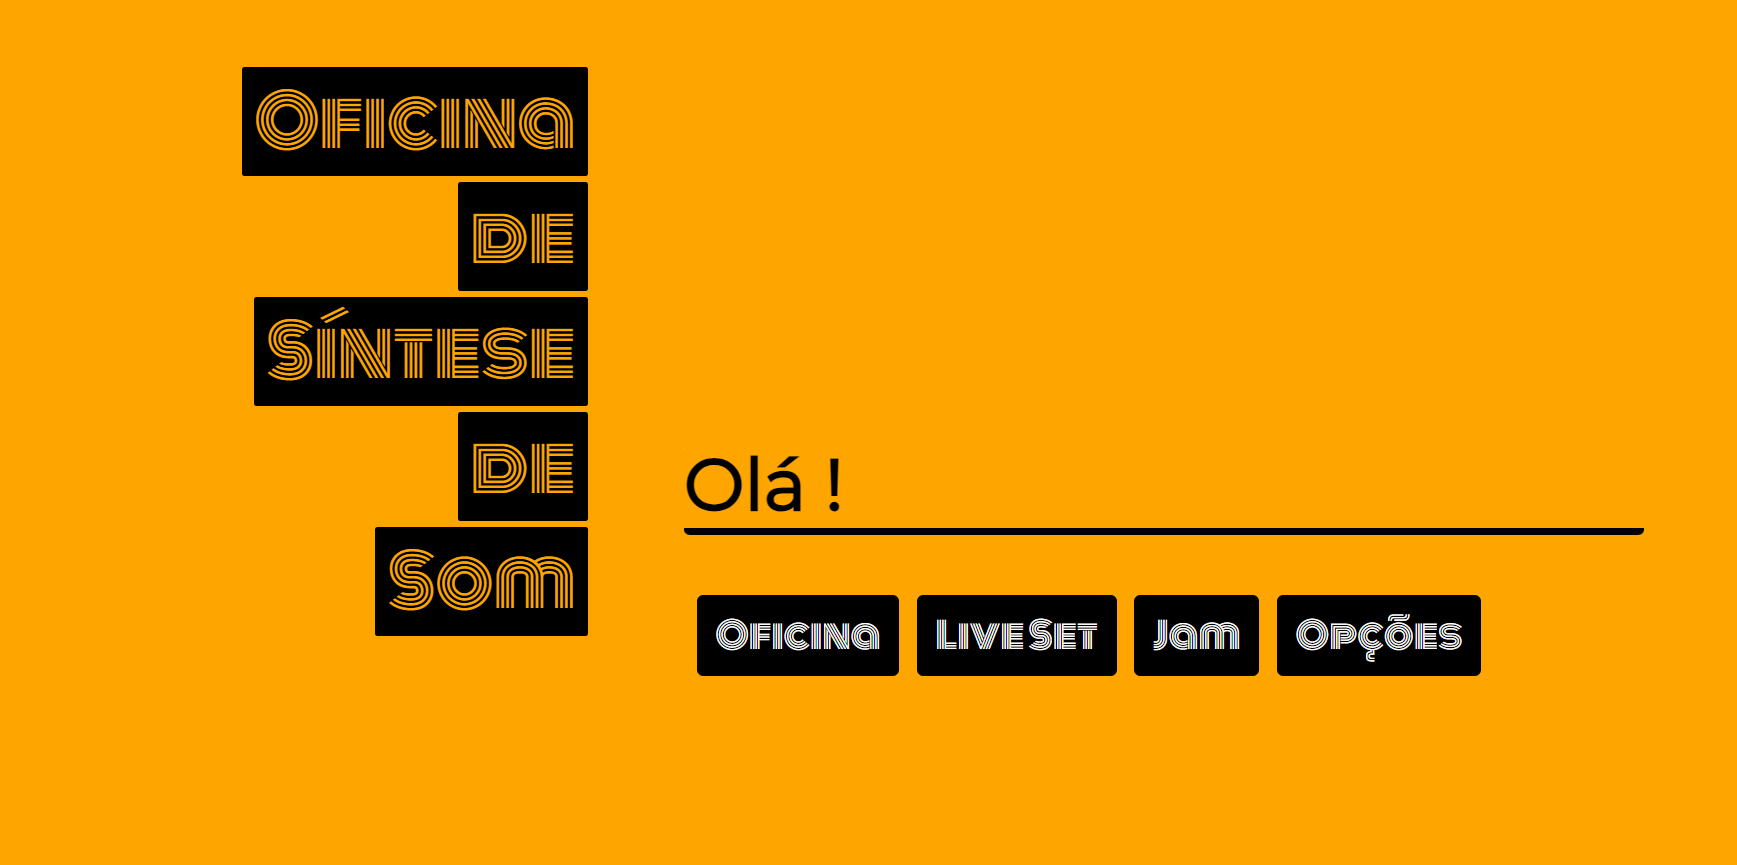 Oficina
de
Síntese
de
Som
Olá !
Oficina
Live Set
Jam
Opções